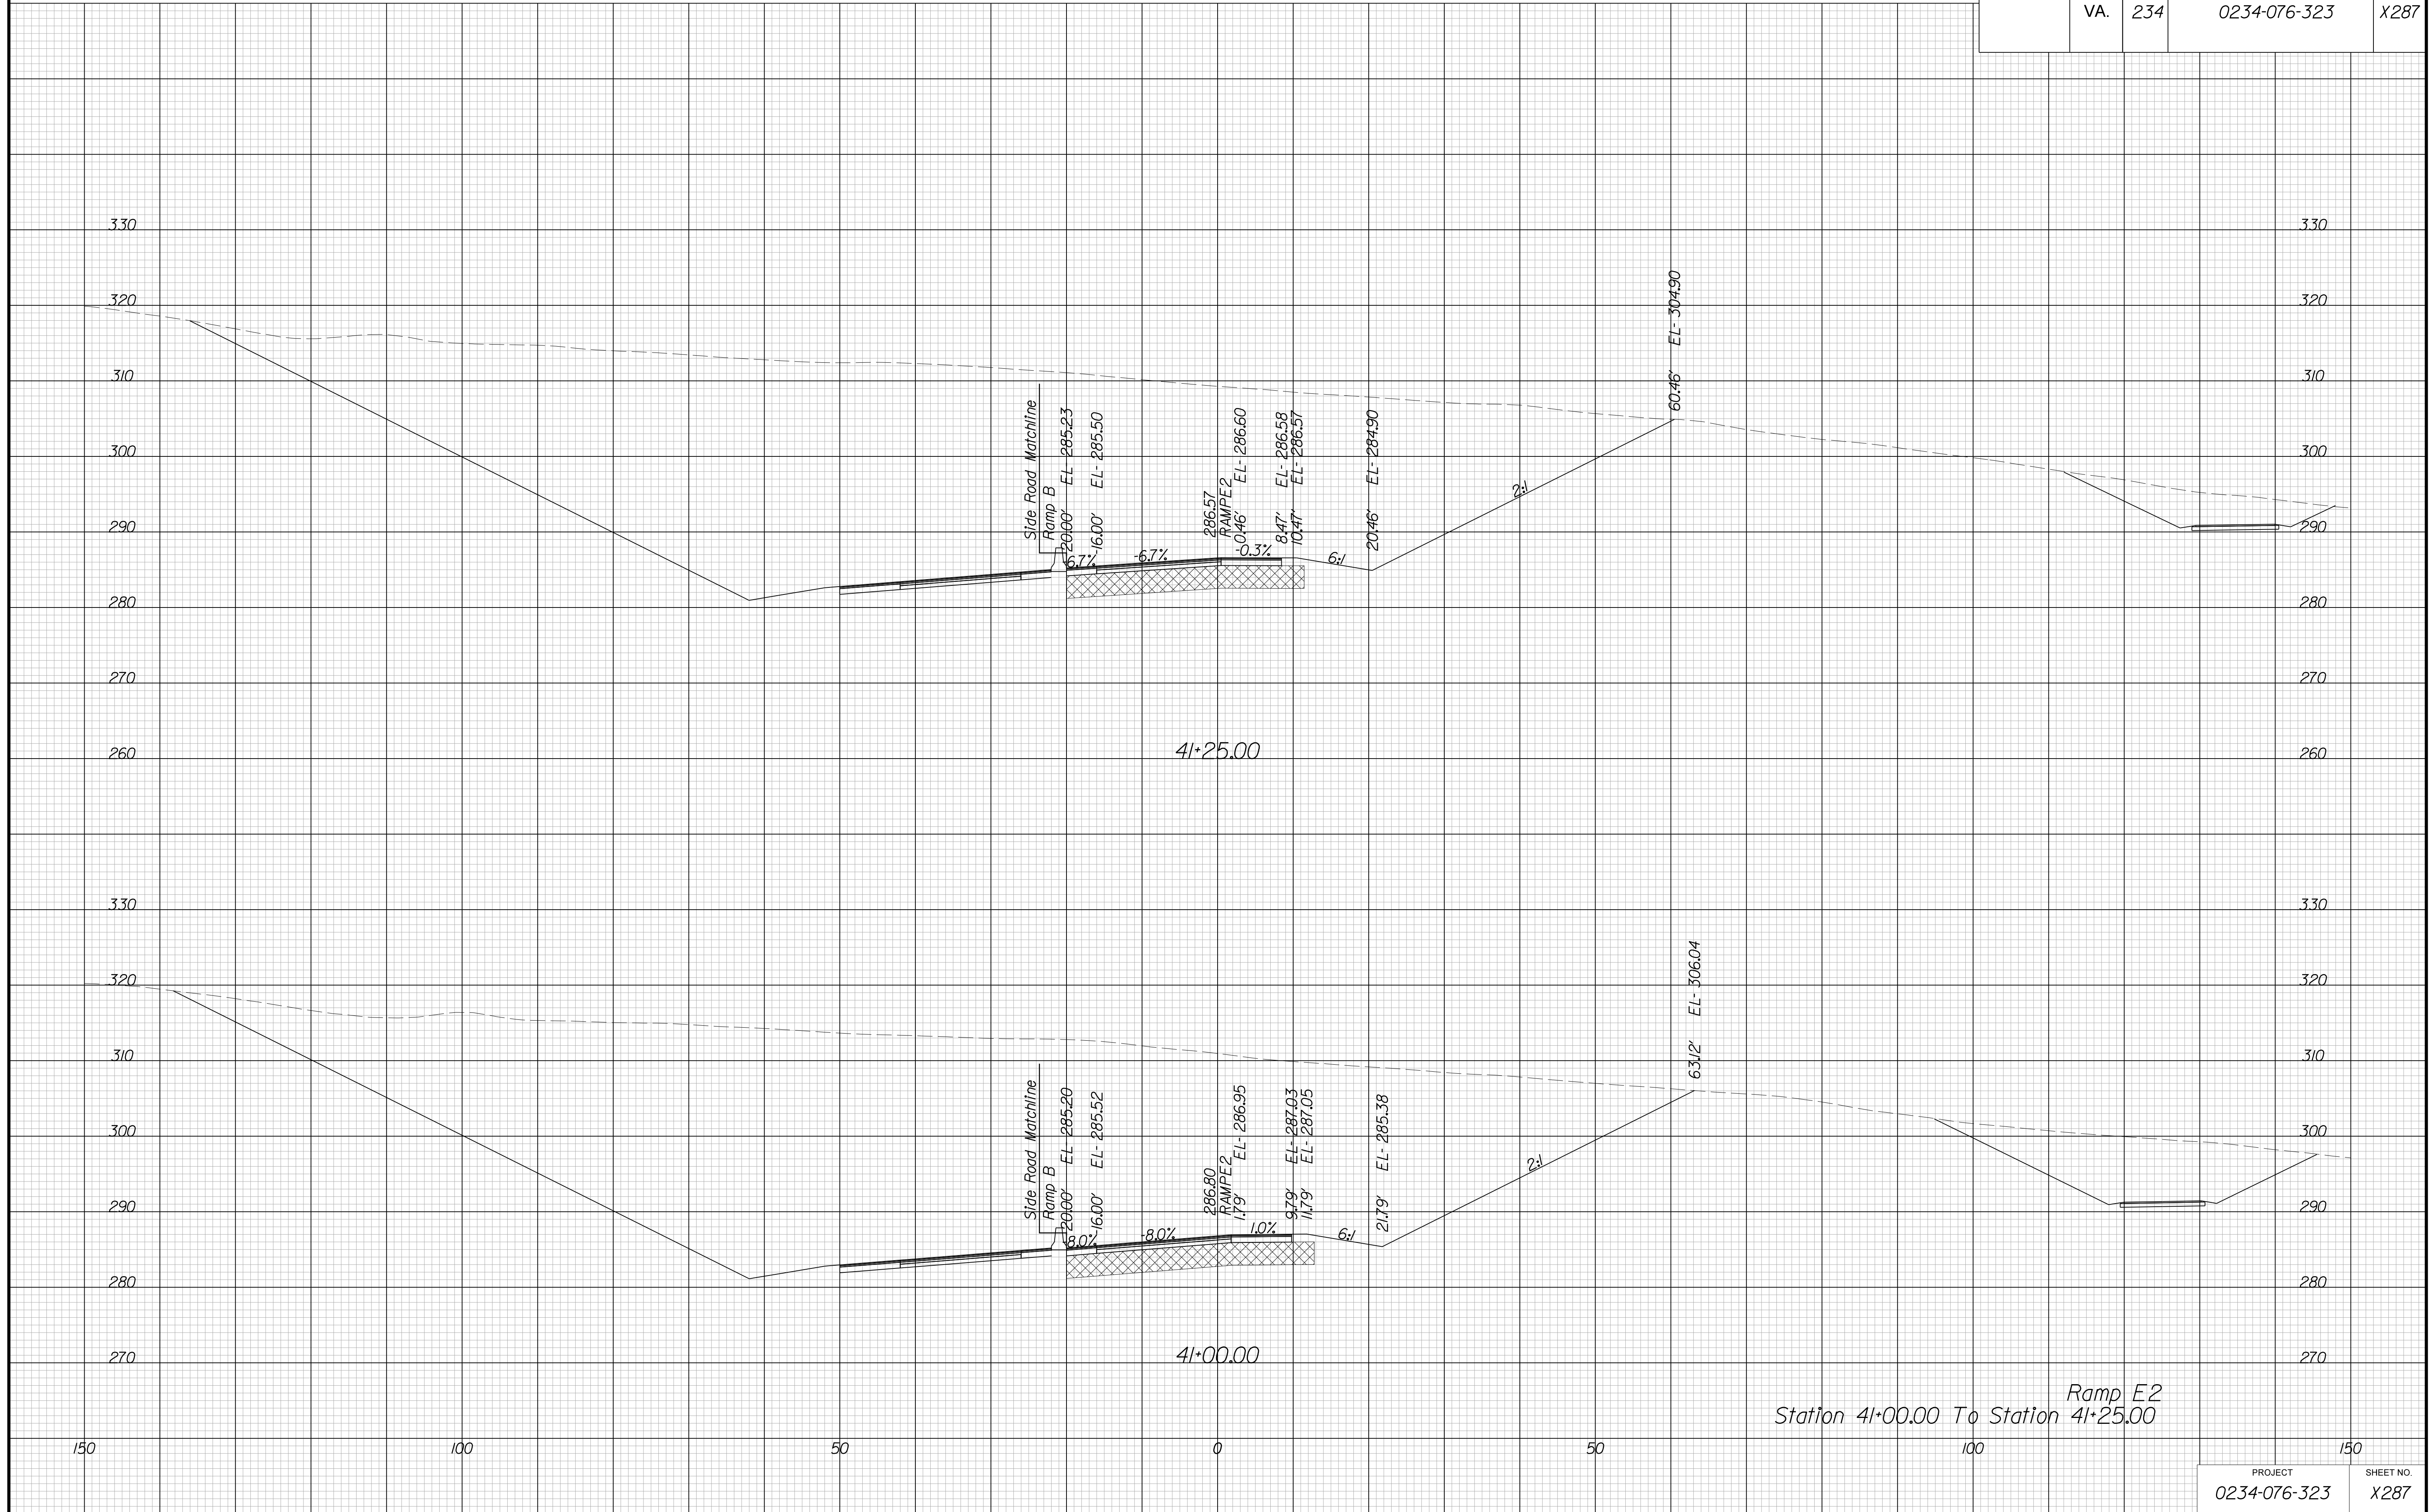 VA. 234 0234-076-323 X287
330 330
320 320
310 310
300 300
290 290
280 280
270 270
260 260
Side Road Matchline
Ramp B
-20.00' EL- 285.23
-16.00' EL- 285.50
286.57
RAMPE2
0.46' EL- 286.60
8.47' EL- 286.58
10.47' EL- 286.57
20.46' EL- 284.90
60.46' EL- 304.90
-6.7% -6.7% -0.3% 6:1 2:1
41+25.00
330 330
320 320
310 310
300 300
290 290
280 280
270 270
Side Road Matchline
Ramp B
-20.00' EL- 285.20
-16.00' EL- 285.52
286.80
RAMPE2
1.79' EL- 286.95
9.79' EL- 287.03
11.79' EL- 287.05
21.79' EL- 285.38
63.12' EL- 306.04
-8.0% -8.0% 1.0% 6:1 2:1
41+00.00
Ramp E2
Station 41+00.00 To Station 41+25.00
150 100 50 0 50 100 150
PROJECT SHEET NO.
0234-076-323 X287